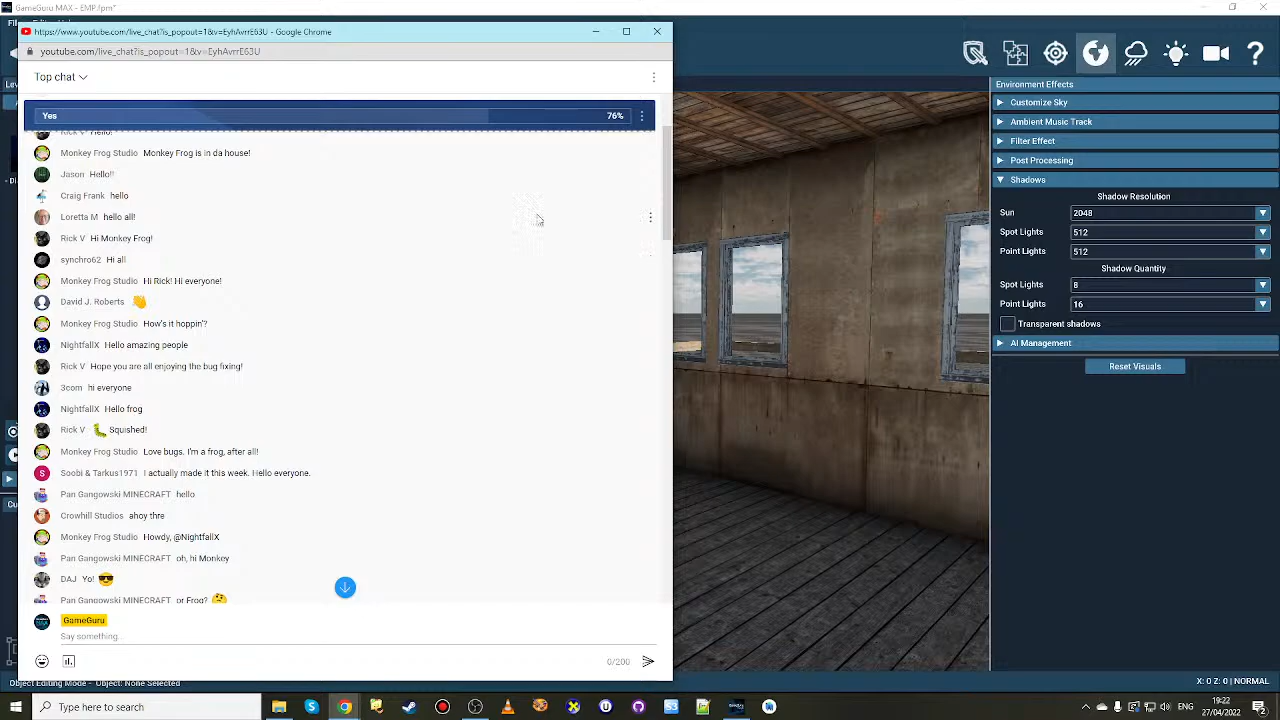 GameGuru MAX - EMP.fpm*
https://www.youtube.com/live_chat?is_popout=1&v=EyhAvrrE63U - Google Chrome
youtube.com/live_chat?is_popout=1&v=EyhAvrrE63U
Top chat
Yes 76%
Rick V Hello!
Monkey Frog Studio Monkey Frog is in da house!
Jason Hello!!
Craig Frank hello
Loretta M hello all!
Rick V Hi Monkey Frog!
synchro62 Hi all
Monkey Frog Studio Hi Rick! Hi everyone!
David J. Roberts
Monkey Frog Studio How's it hoppin'?
NightfallX Hello amazing people
Rick V Hope you are all enjoying the bug fixing!
3com hi everyone
NightfallX Hello frog
Rick V Squished!
Monkey Frog Studio Love bugs. I'm a frog, after all!
S Soobi & Tarkus1971 I actually made it this week. Hello everyone.
Pan Gangowski MINECRAFT hello
Crowhill Studios ahoy thre
Monkey Frog Studio Howdy, @NightfallX
Pan Gangowski MINECRAFT oh, hi Monkey
DAJ Yo!
Pan Gangowski MINECRAFT or Frog?
GameGuru
Say something...
0/200
Environment Effects
Customize Sky
Ambient Music Track
Filter Effect
Post Processing
Shadows
Shadow Resolution
Sun 2048
Spot Lights 512
Point Lights 512
Shadow Quantity
Spot Lights 8
Point Lights 16
Transparent shadows
AI Management
Reset Visuals
Object Editing Mode - Object: None Selected
X: 0 Z: 0 | NORMAL
Type here to search
19:22
27/04/2022